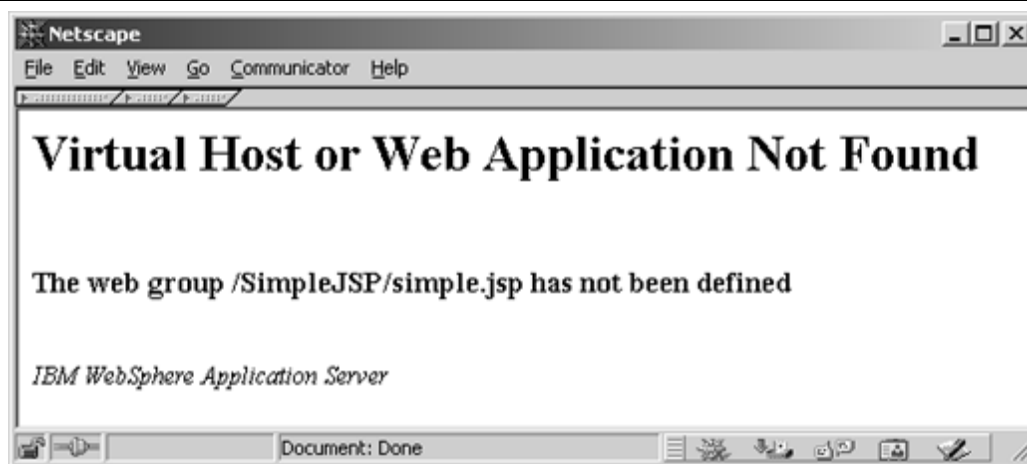 Netscape
File Edit View Go Communicator Help
Virtual Host or Web Application Not Found
The web group /SimpleJSP/simple.jsp has not been defined
IBM WebSphere Application Server
Document: Done